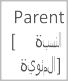 Parent
[ النسبة
المئوية ]